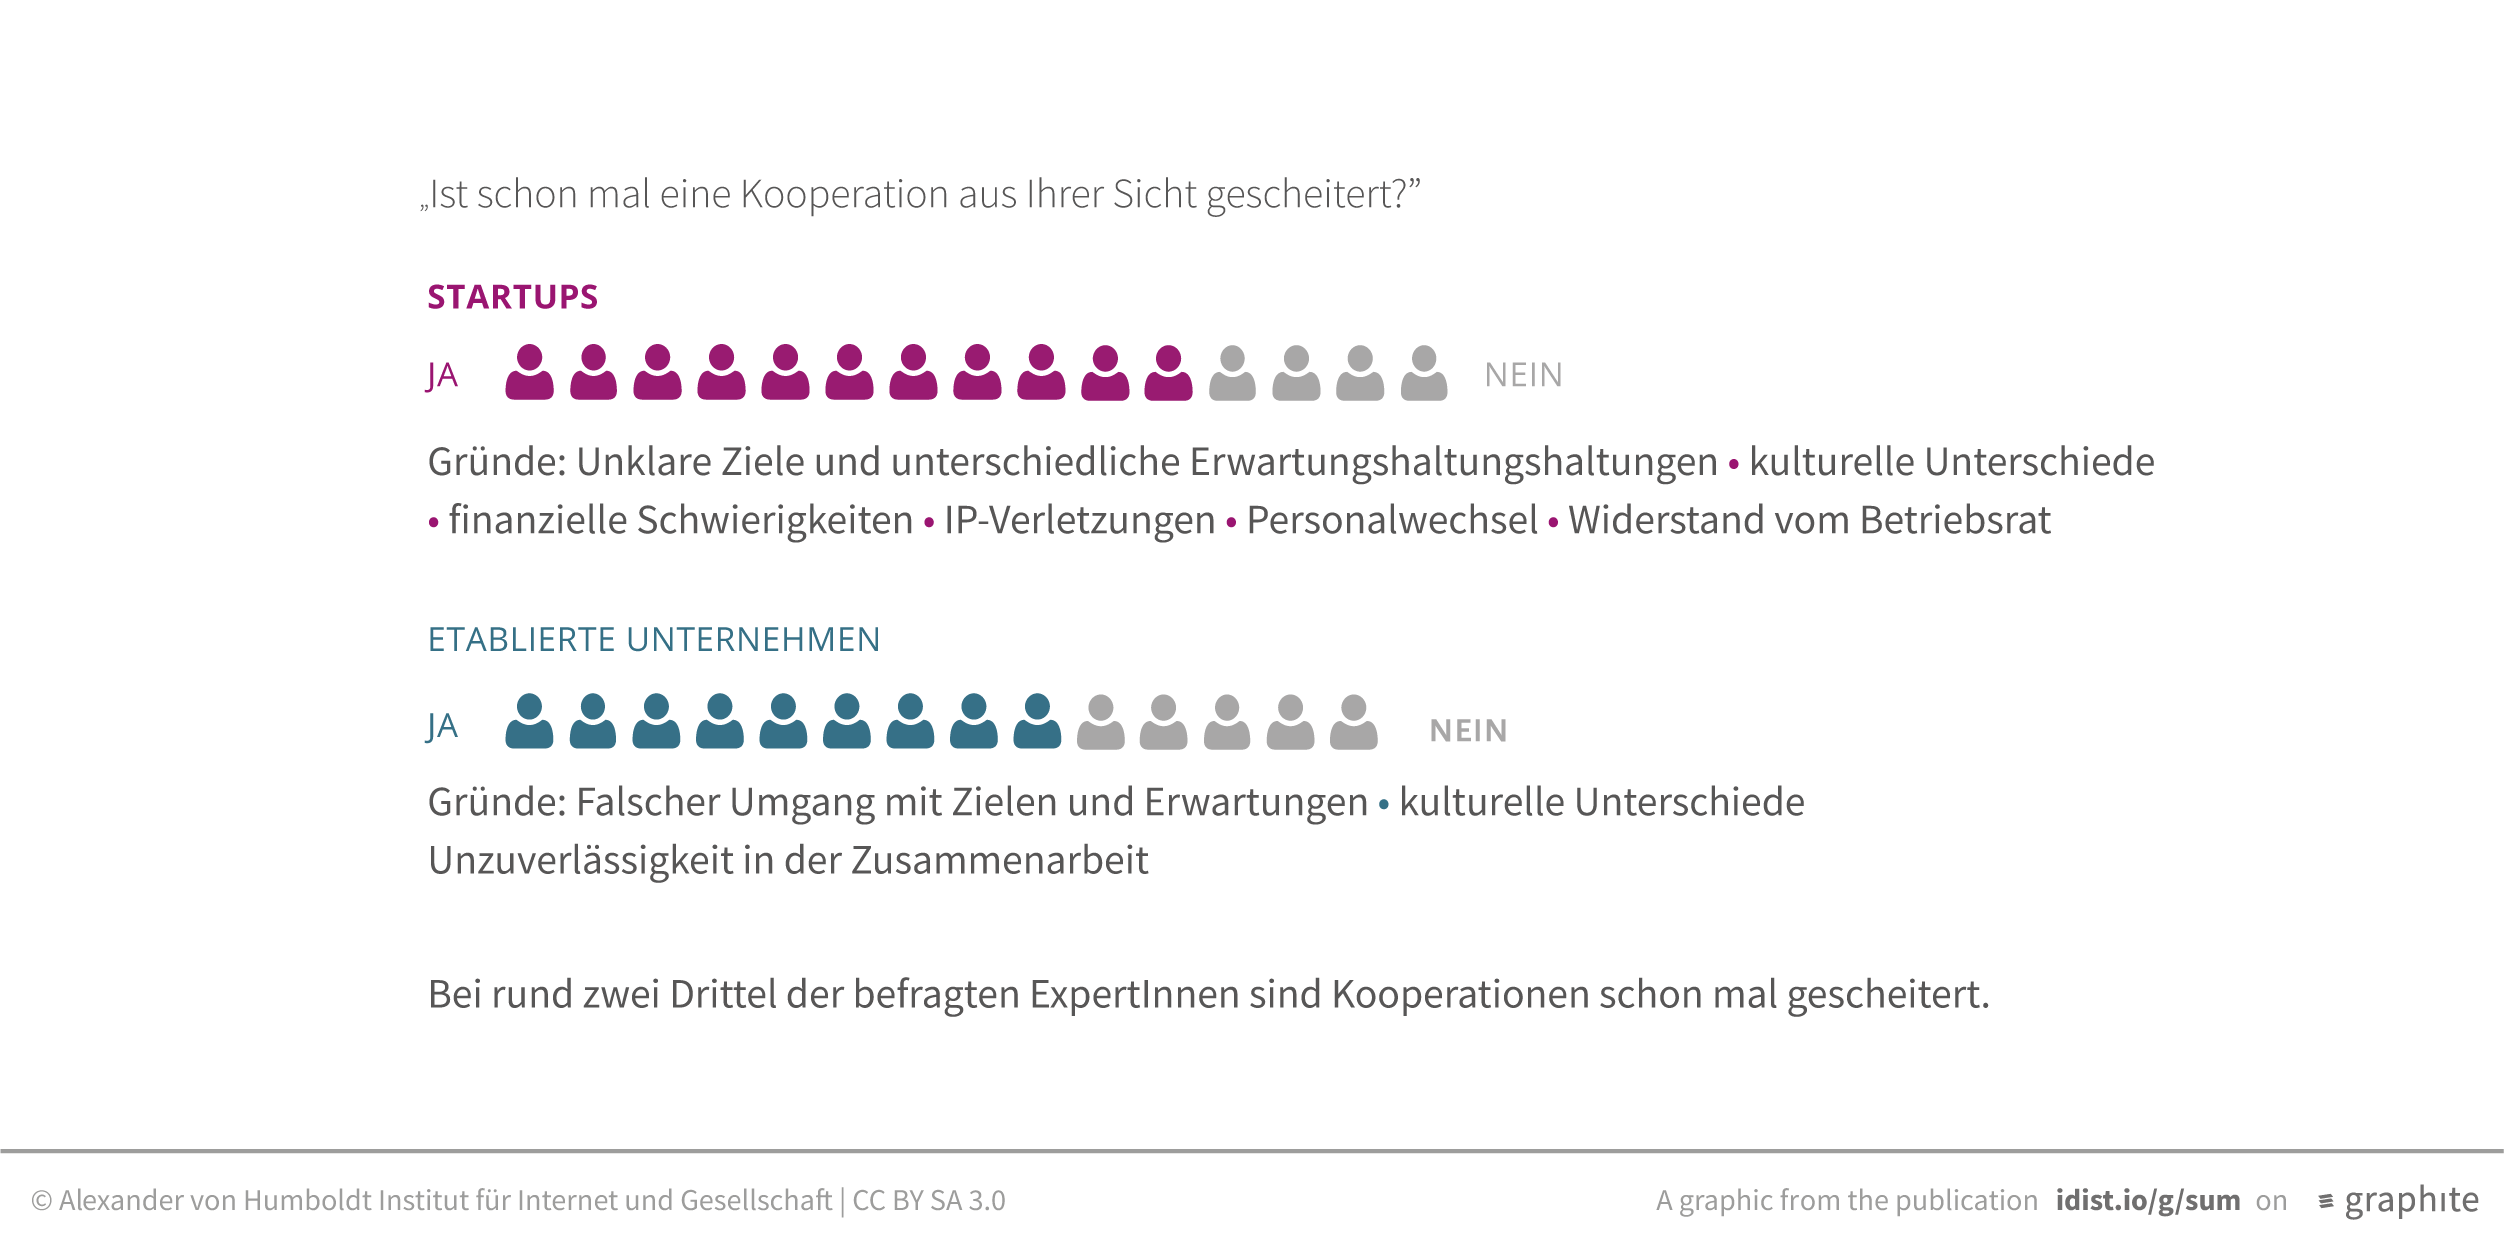 „Ist schon mal eine Kooperation aus Ihrer Sicht gescheitert?”
STARTUPS
JA NEIN
Gründe: Unklare Ziele und unterschiedliche Erwartungshaltungshaltungen • kulturelle Unterschiede
• finanzielle Schwierigkeiten • IP-Verletzungen • Personalwechsel • Widerstand vom Betriebsrat
ETABLIERTE UNTERNEHMEN
JA NEIN
Gründe: Falscher Umgang mit Zielen und Erwartungen • kulturelle Unterschiede
Unzuverlässigkeit in der Zusammenarbeit
Bei rund zwei Drittel der befragten ExpertInnen sind Kooperationen schon mal gescheitert.
© Alexander von Humboldt Institut für Internet und Gesellschaft | CC BY SA 3.0
A graphic from the publication idist.io/g/sum on graphite